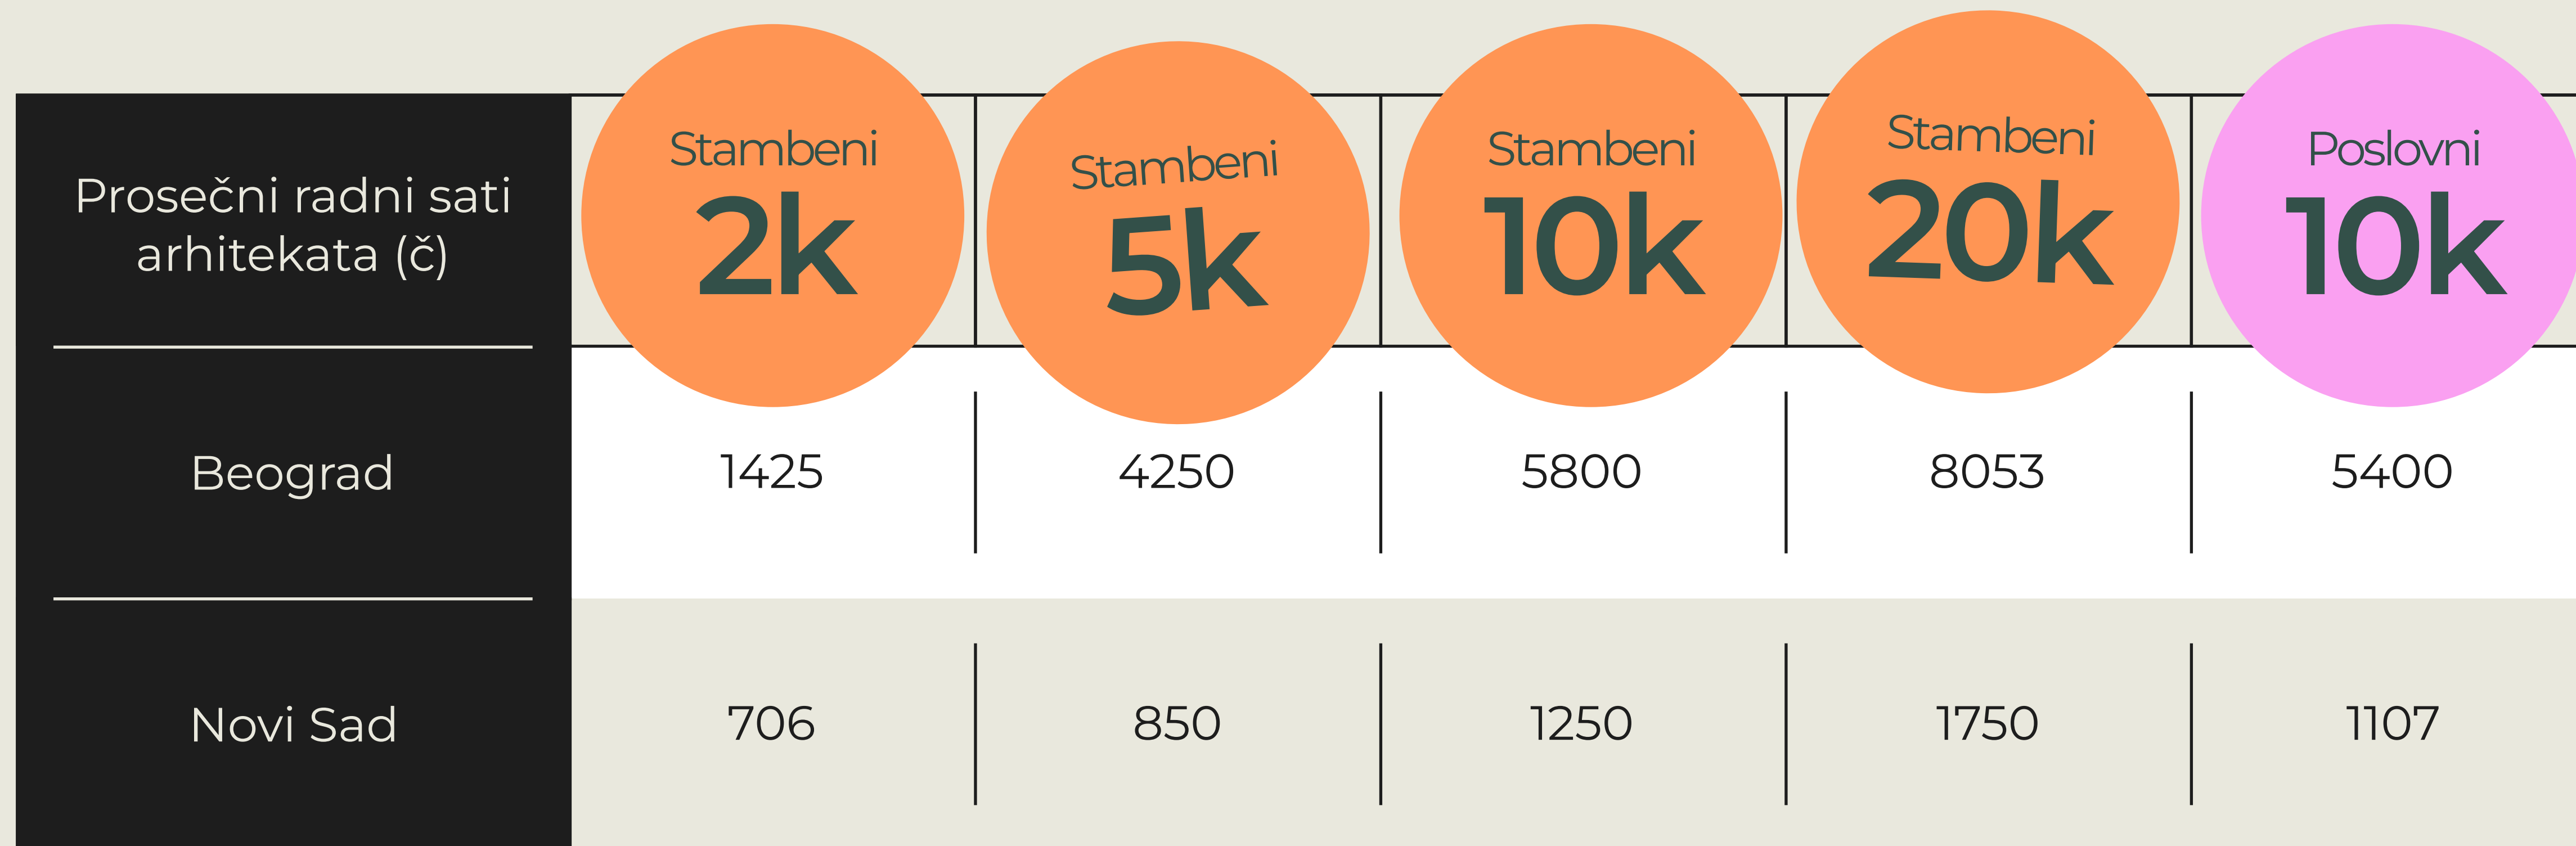 Prosečni radni sati
arhitekata (č)
Stambeni
2k
Stambeni
5k
Stambeni
10k
Stambeni
20k
Poslovni
10k
Beograd
1425
4250
5800
8053
5400
Novi Sad
706
850
1250
1750
1107